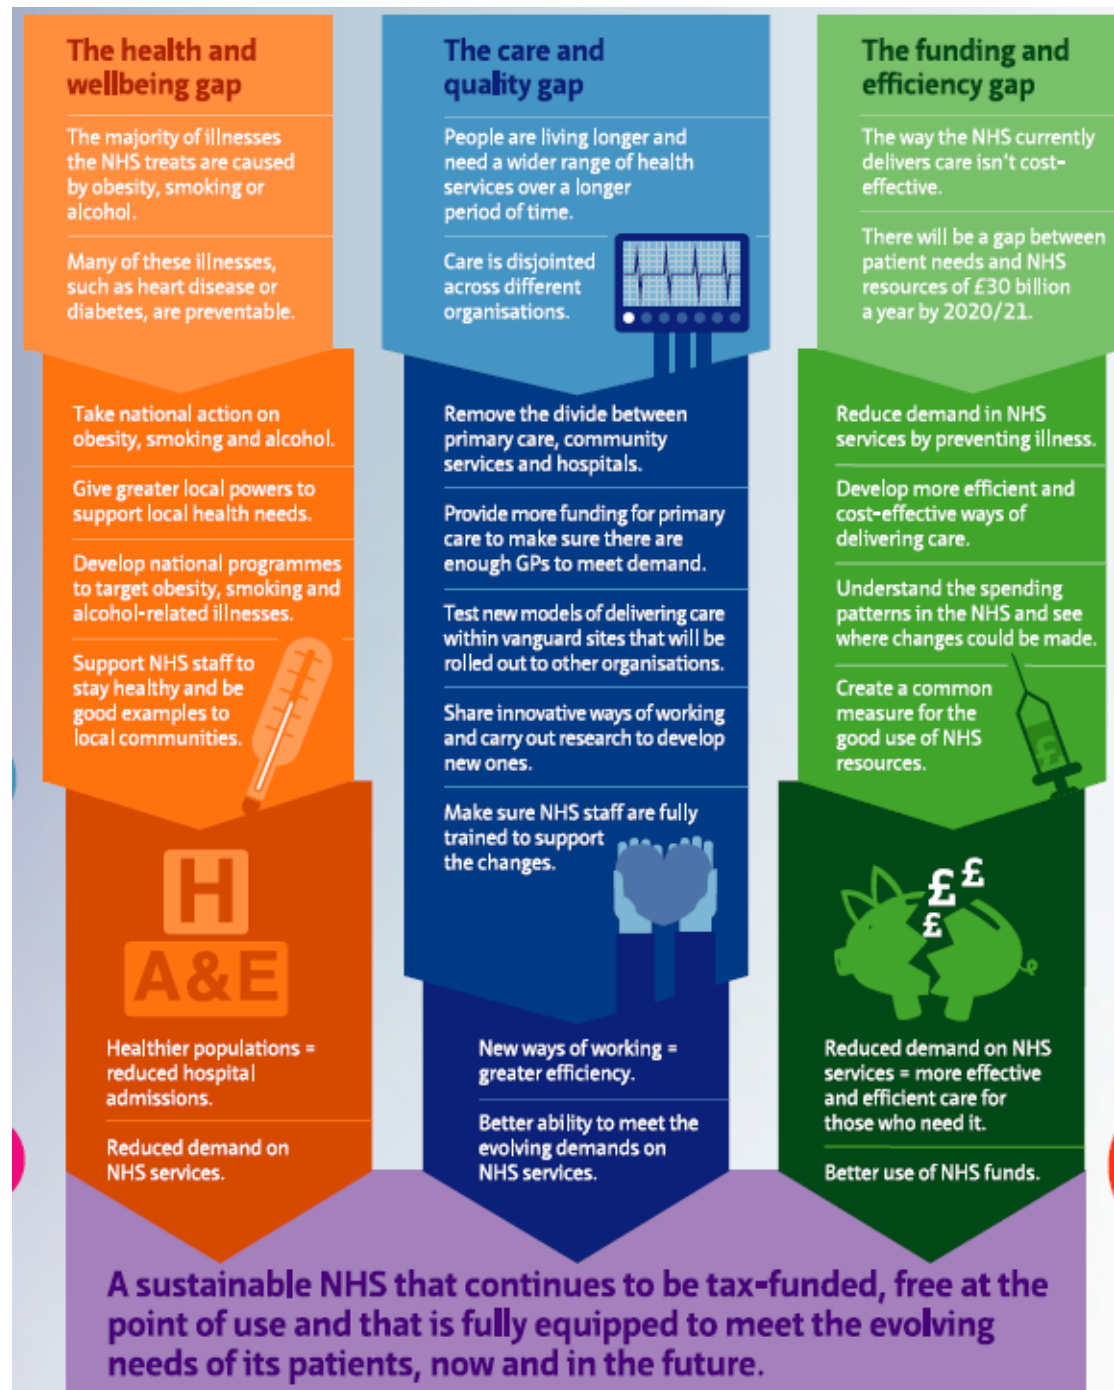 The health and
wellbeing gap
The majority of illnesses
the NHS treats are caused
by obesity, smoking or
alcohol.
Many of these illnesses,
such as heart disease or
diabetes, are preventable.
Take national action on
obesity, smoking and alcohol.
Give greater local powers to
support local health needs.
Develop national programmes
to target obesity, smoking and
alcohol-related illnesses.
Support NHS staff to
stay healthy and be
good examples to
local communities.
H
A&E
Healthier populations =
reduced hospital
admissions.
Reduced demand on
NHS services.
The care and
quality gap
People are living longer and
need a wider range of health
services over a longer
period of time.
Care is disjointed
across different
organisations.
Remove the divide between
primary care, community
services and hospitals.
Provide more funding for primary
care to make sure there are
enough GPs to meet demand.
Test new models of delivering care
within vanguard sites that will be
rolled out to other organisations.
Share innovative ways of working
and carry out research to develop
new ones.
Make sure NHS staff are fully
trained to support
the changes.
New ways of working =
greater efficiency.
Better ability to meet the
evolving demands on
NHS services.
The funding and
efficiency gap
The way the NHS currently
delivers care isn't cost-
effective.
There will be a gap between
patient needs and NHS
resources of £30 billion
a year by 2020/21.
Reduce demand in NHS
services by preventing illness.
Develop more efficient and
cost-effective ways of
delivering care.
Understand the spending
patterns in the NHS and see
where changes could be made.
Create a common
measure for the
good use of NHS
resources.
£
£ £
£
Reduced demand on NHS
services = more effective
and efficient care for
those who need it.
Better use of NHS funds.
A sustainable NHS that continues to be tax-funded, free at the
point of use and that is fully equipped to meet the evolving
needs of its patients, now and in the future.